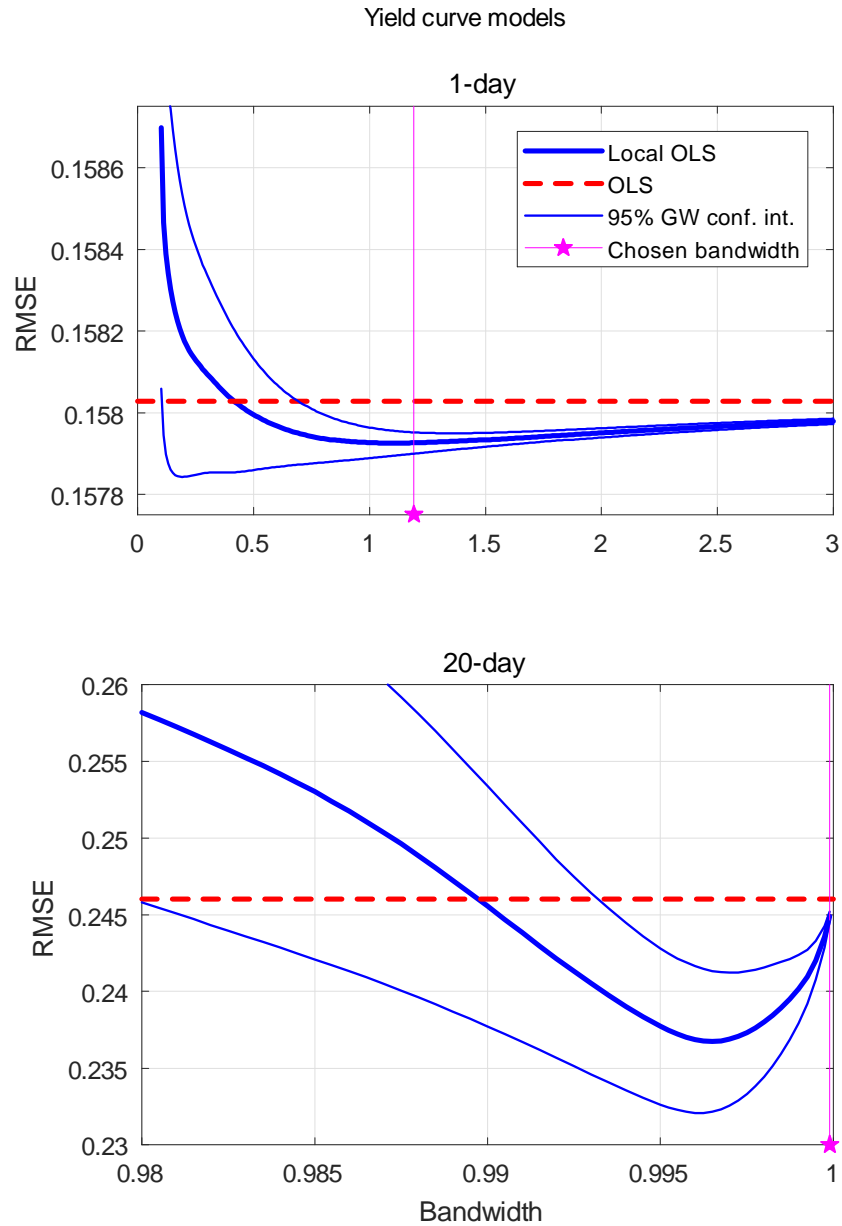 Yield curve models
1-day
RMSE
0.1586
0.1584
0.1582
0.158
0.1578
0 0.5 1 1.5 2 2.5 3
Local OLS
OLS
95% GW conf. int.
Chosen bandwidth
20-day
RMSE
0.26
0.255
0.25
0.245
0.24
0.235
0.23
0.98 0.985 0.99 0.995 1
Bandwidth